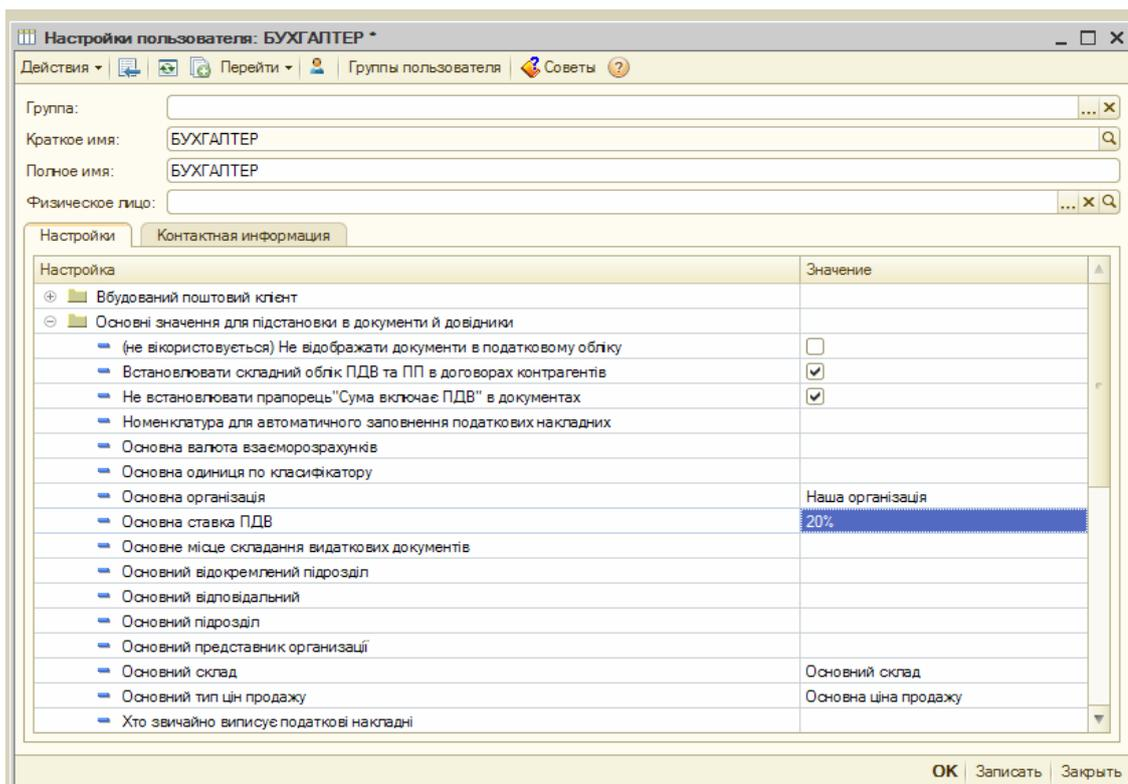 Настройки пользователя: БУХГАЛТЕР *
Действия Перейти Группы пользователя Советы
Группа:
Краткое имя: БУХГАЛТЕР
Полное имя: БУХГАЛТЕР
Физическое лицо:
Настройки Контактная информация
Настройка Значение
Вбудований поштовий клієнт
Основні значення для підстановки в документи й довідники
(не вікористовується) Не відображати документи в податковому обліку
Встановлювати складний облік ПДВ та ПП в договорах контрагентів
Не встановлювати прапорець"Сума включає ПДВ" в документах
Номенклатура для автоматичного заповнення податкових накладних
Основна валюта взаєморозрахунків
Основна одиниця по класифікатору
Основна організація Наша організація
Основна ставка ПДВ 20%
Основне місце складання видаткових документів
Основний відокремлений підрозділ
Основний відповідальний
Основний підрозділ
Основний представник организації
Основний склад Основний склад
Основний тип цін продажу Основна ціна продажу
Хто звичайно виписує податкові накладні
OK Записать Закрыть